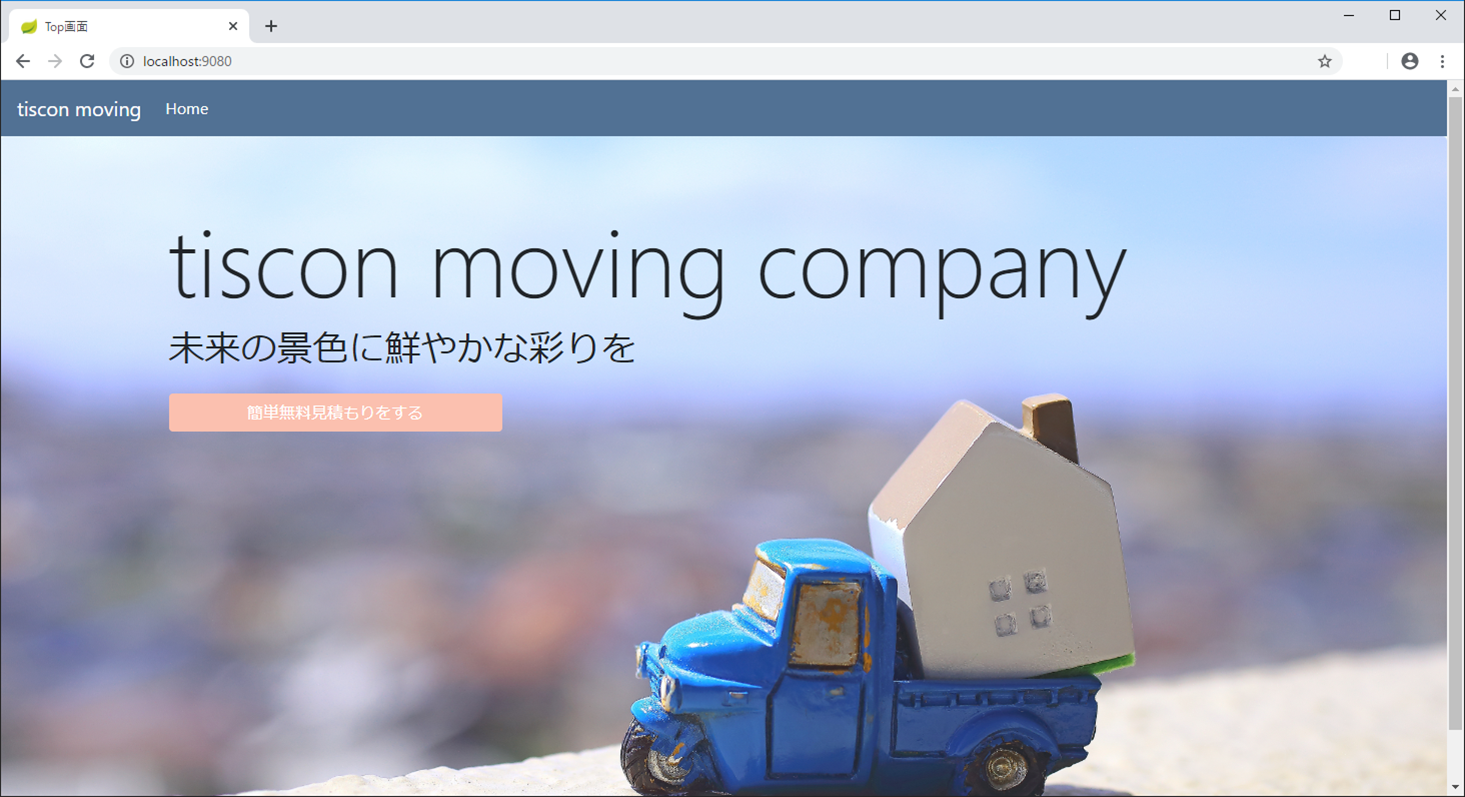 Top画面
localhost:9080
tiscon moving
Home
tiscon moving company
未来の景色に鮮やかな彩りを
簡単無料見積もりをする